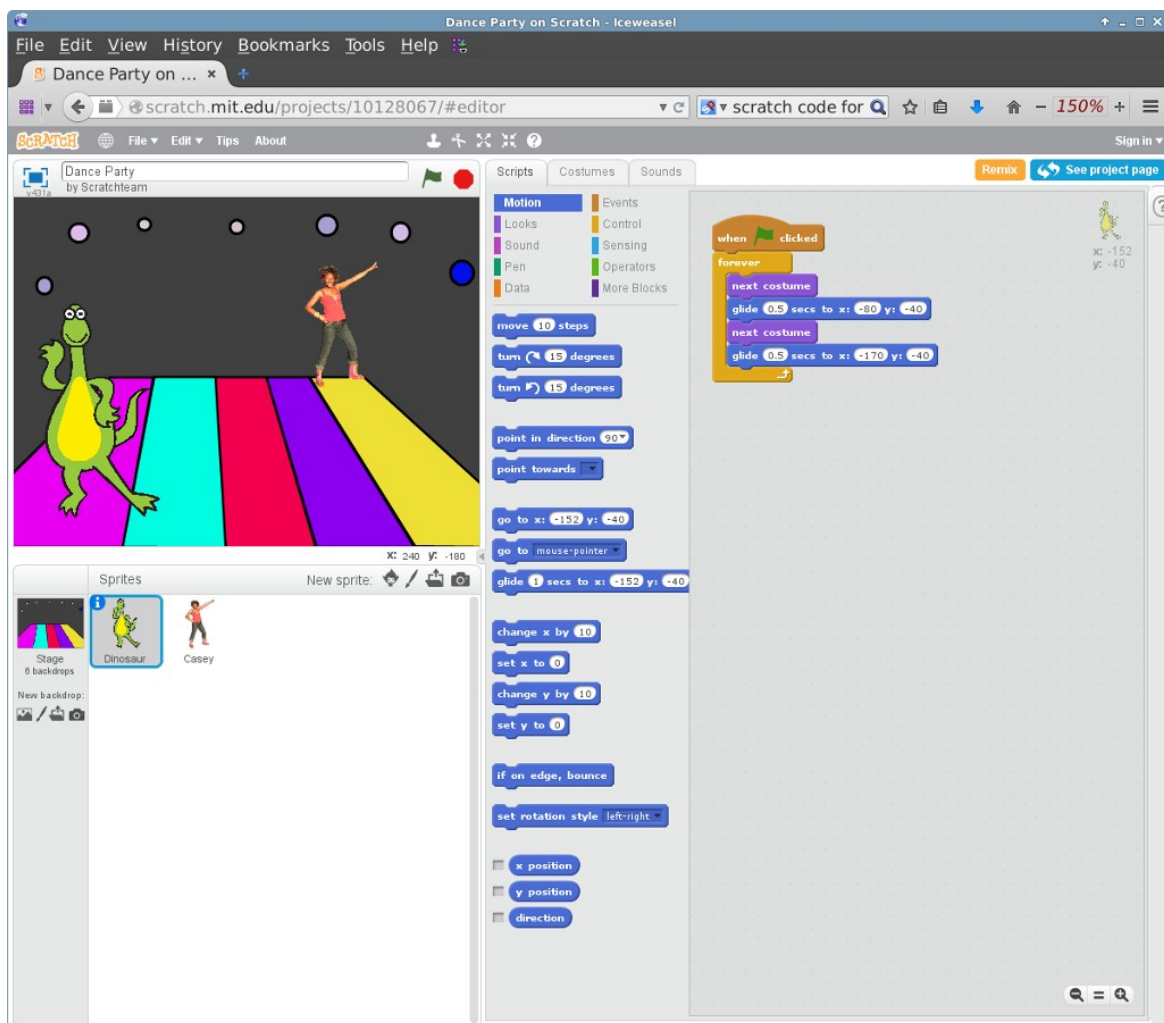 Dance Party on Scratch - Iceweasel
File Edit View History Bookmarks Tools Help
Dance Party on ... × +
scratch.mit.edu/projects/10128067/#editor
scratch code for
− 150% +
SCRATCH File Edit Tips About
Sign in
v431a
Dance Party
by Scratchteam
Scripts Costumes Sounds
Remix See project page
Motion Events
Looks Control
Sound Sensing
Pen Operators
Data More Blocks
move 10 steps
turn 15 degrees
turn 15 degrees
point in direction 90
point towards
go to x: -152 y: -40
go to mouse-pointer
glide 1 secs to x: -152 y: -40
change x by 10
set x to 0
change y by 10
set y to 0
if on edge, bounce
set rotation style left-right
x position
y position
direction
when clicked
forever
next costume
glide 0.5 secs to x: -80 y: -40
next costume
glide 0.5 secs to x: -170 y: -40
x: -152
y: -40
X: 240 Y: -180
Sprites New sprite:
Stage
6 backdrops
New backdrop:
Dinosaur
Casey